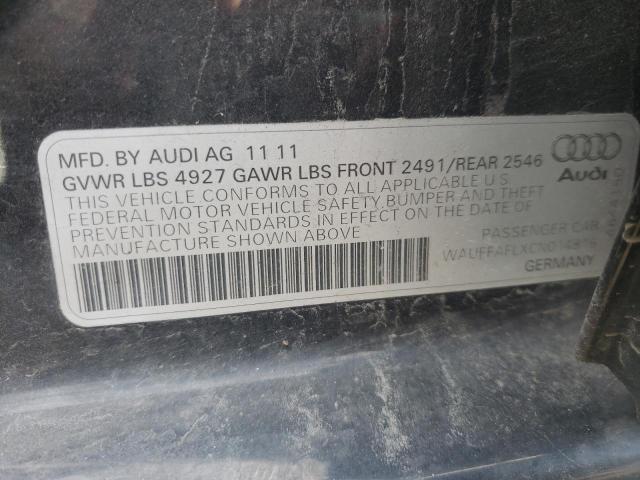 MFD. BY AUDI AG 11 11
GVWR LBS 4927 GAWR LBS FRONT 2491/REAR 2546
THIS VEHICLE CONFORMS TO ALL APPLICABLE U S
FEDERAL MOTOR VEHICLE SAFETY, BUMPER AND THEFT
PREVENTION STANDARDS IN EFFECT ON THE DATE OF
MANUFACTURE SHOWN ABOVE
Audi
PASSENGER CAR
WAUFFAFLXCN014816
GERMANY